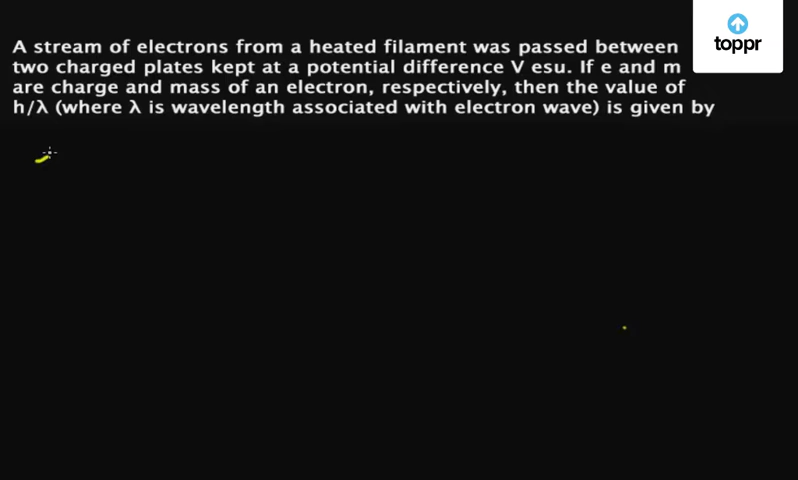 A stream of electrons from a heated filament was passed between
two charged plates kept at a potential difference V esu. If e and m
are charge and mass of an electron, respectively, then the value of
h/λ (where λ is wavelength associated with electron wave) is given by
toppr